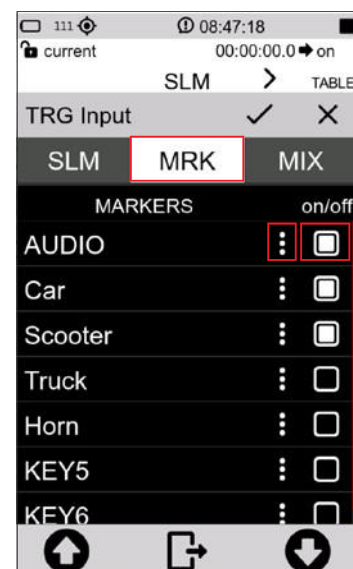 111 08:47:18
current 00:00:00.0 on
SLM > TABLE
TRG Input
SLM MRK MIX
MARKERS on/off
AUDIO
Car
Scooter
Truck
Horn
KEY5
KEY6